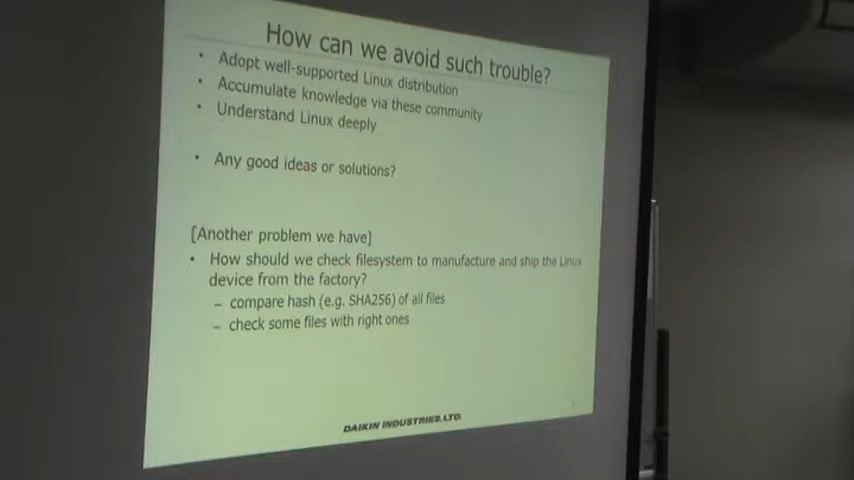 How can we avoid such trouble?
• Adopt well-supported Linux distribution
• Accumulate knowledge via these community
• Understand Linux deeply
• Any good ideas or solutions?
[Another problem we have]
• How should we check filesystem to manufacture and ship the Linux
device from the factory?
– compare hash (e.g. SHA256) of all files
– check some files with right ones
DAIKIN INDUSTRIES,LTD.